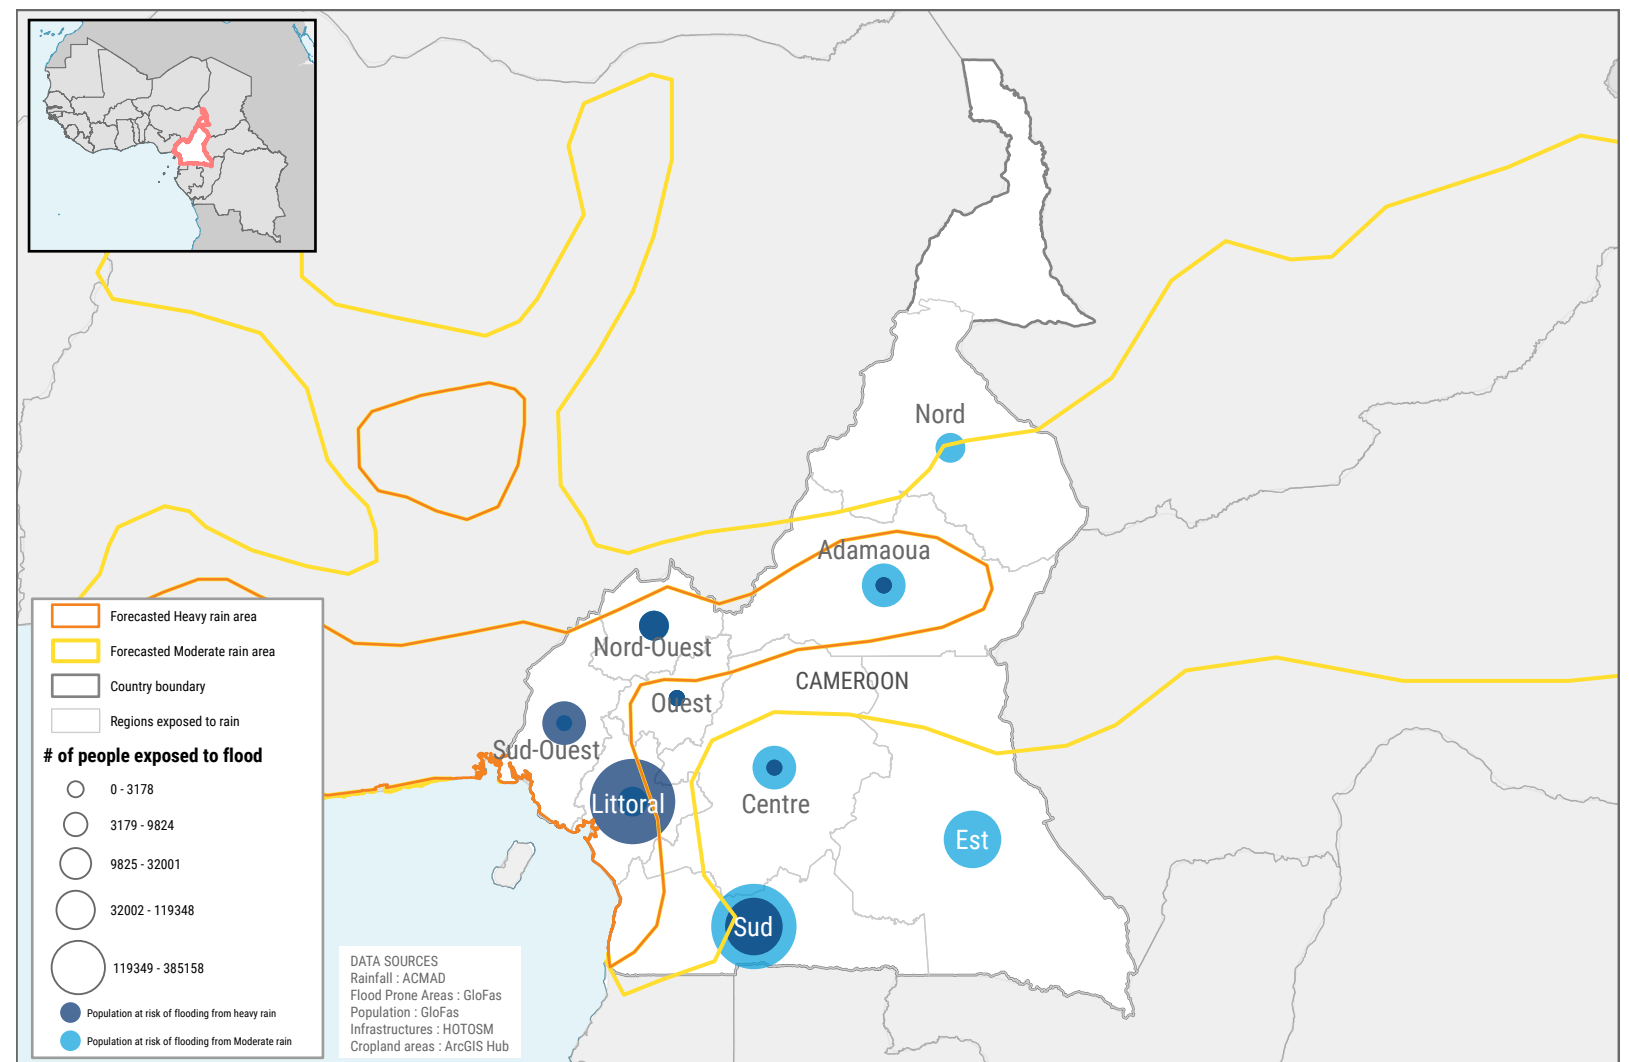 Nord
Adamaoua
Nord-Ouest
CAMEROON
Ouest
Sud-Ouest
Littoral
Centre
Est
Sud
Forecasted Heavy rain area
Forecasted Moderate rain area
Country boundary
Regions exposed to rain
# of people exposed to flood
0 - 3178
3179 - 9824
9825 - 32001
32002 - 119348
119349 - 385158
Population at risk of flooding from heavy rain
Population at risk of flooding from Moderate rain
DATA SOURCES
Rainfall : ACMAD
Flood Prone Areas : GloFas
Population : GloFas
Infrastructures : HOTOSM
Cropland areas : ArcGIS Hub